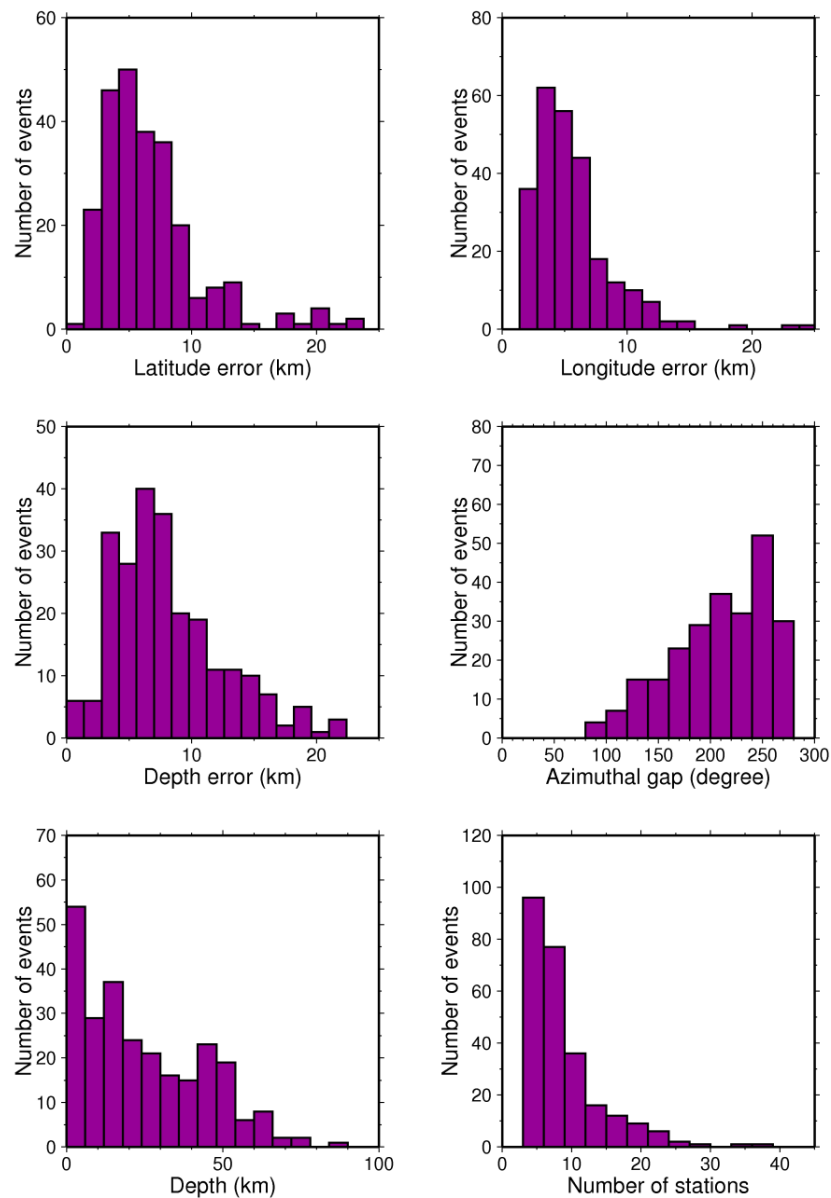 60
40
20
0
Number of events
0 10 20
Latitude error (km)
80
60
40
20
0
Number of events
0 10 20
Longitude error (km)
50
40
30
20
10
0
Number of events
0 10 20
Depth error (km)
80
70
60
50
40
30
20
10
0
Number of events
0 50 100 150 200 250 300
Azimuthal gap (degree)
70
60
50
40
30
20
10
0
Number of events
0 50 100
Depth (km)
120
100
80
60
40
20
0
Number of events
0 10 20 30 40
Number of stations